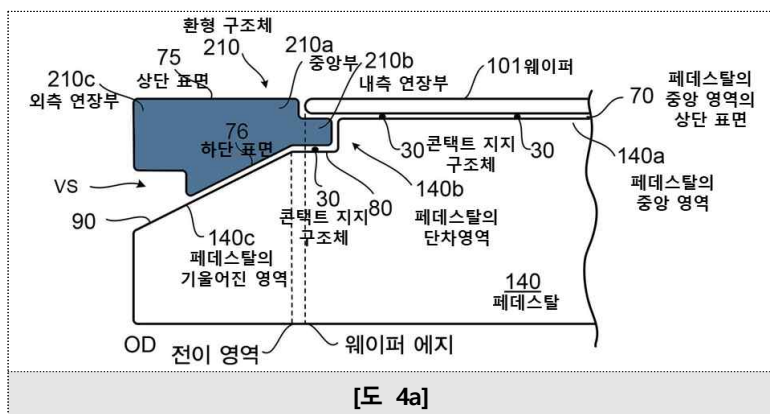 환형 구조체
210
75
210a
210b
210c
상단 표면
중앙부
내측 연장부
101웨이퍼
외측 연장부
페데스탈의
중앙 영역의
상단 표면
70
76
하단 표면
30
콘택트 지지
구조체
30
140a
페데스탈의
중앙 영역
VS
30
80
140b
90
콘택트 지지
구조체
페데스탈의
단차영역
140c
페데스탈의
기울어진 영역
140
페데스탈
OD
전이 영역
웨이퍼 에지
[도 4a]